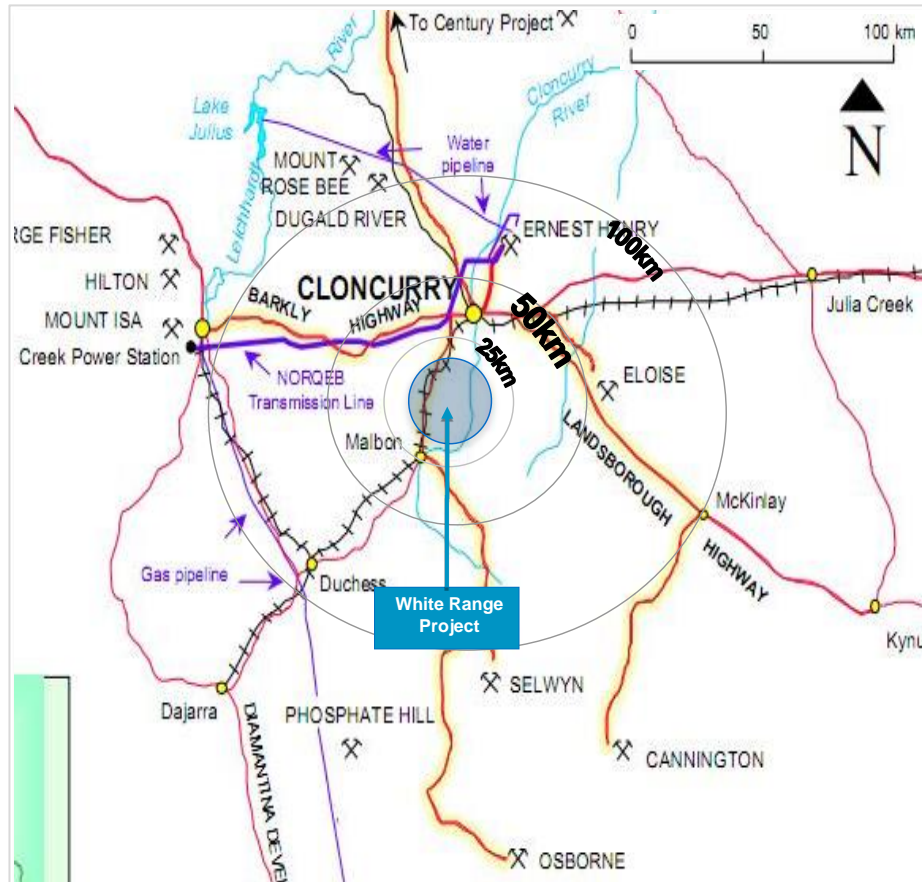 To Century Project
0 50 100 km
River
Cloncurry
River
Lake
Julius
Leichhardt
Water
pipeline
N
MOUNT
ROSE BEE
DUGALD RIVER
ERNEST HENRY
100km
RGE FISHER
HILTON
CLONCURRY
BARKLY
HIGHWAY
50km
Julia Creek
MOUNT ISA
Creek Power Station
25km
NORQEB
Transmission Line
ELOISE
Malbon
LANDSBOROUGH
HIGHWAY
McKinlay
Gas pipeline
Duchess
White Range
Project
Kynu
SELWYN
Dajarra
PHOSPHATE HILL
CANNINGTON
DIAMANTINA DEVEL
OSBORNE